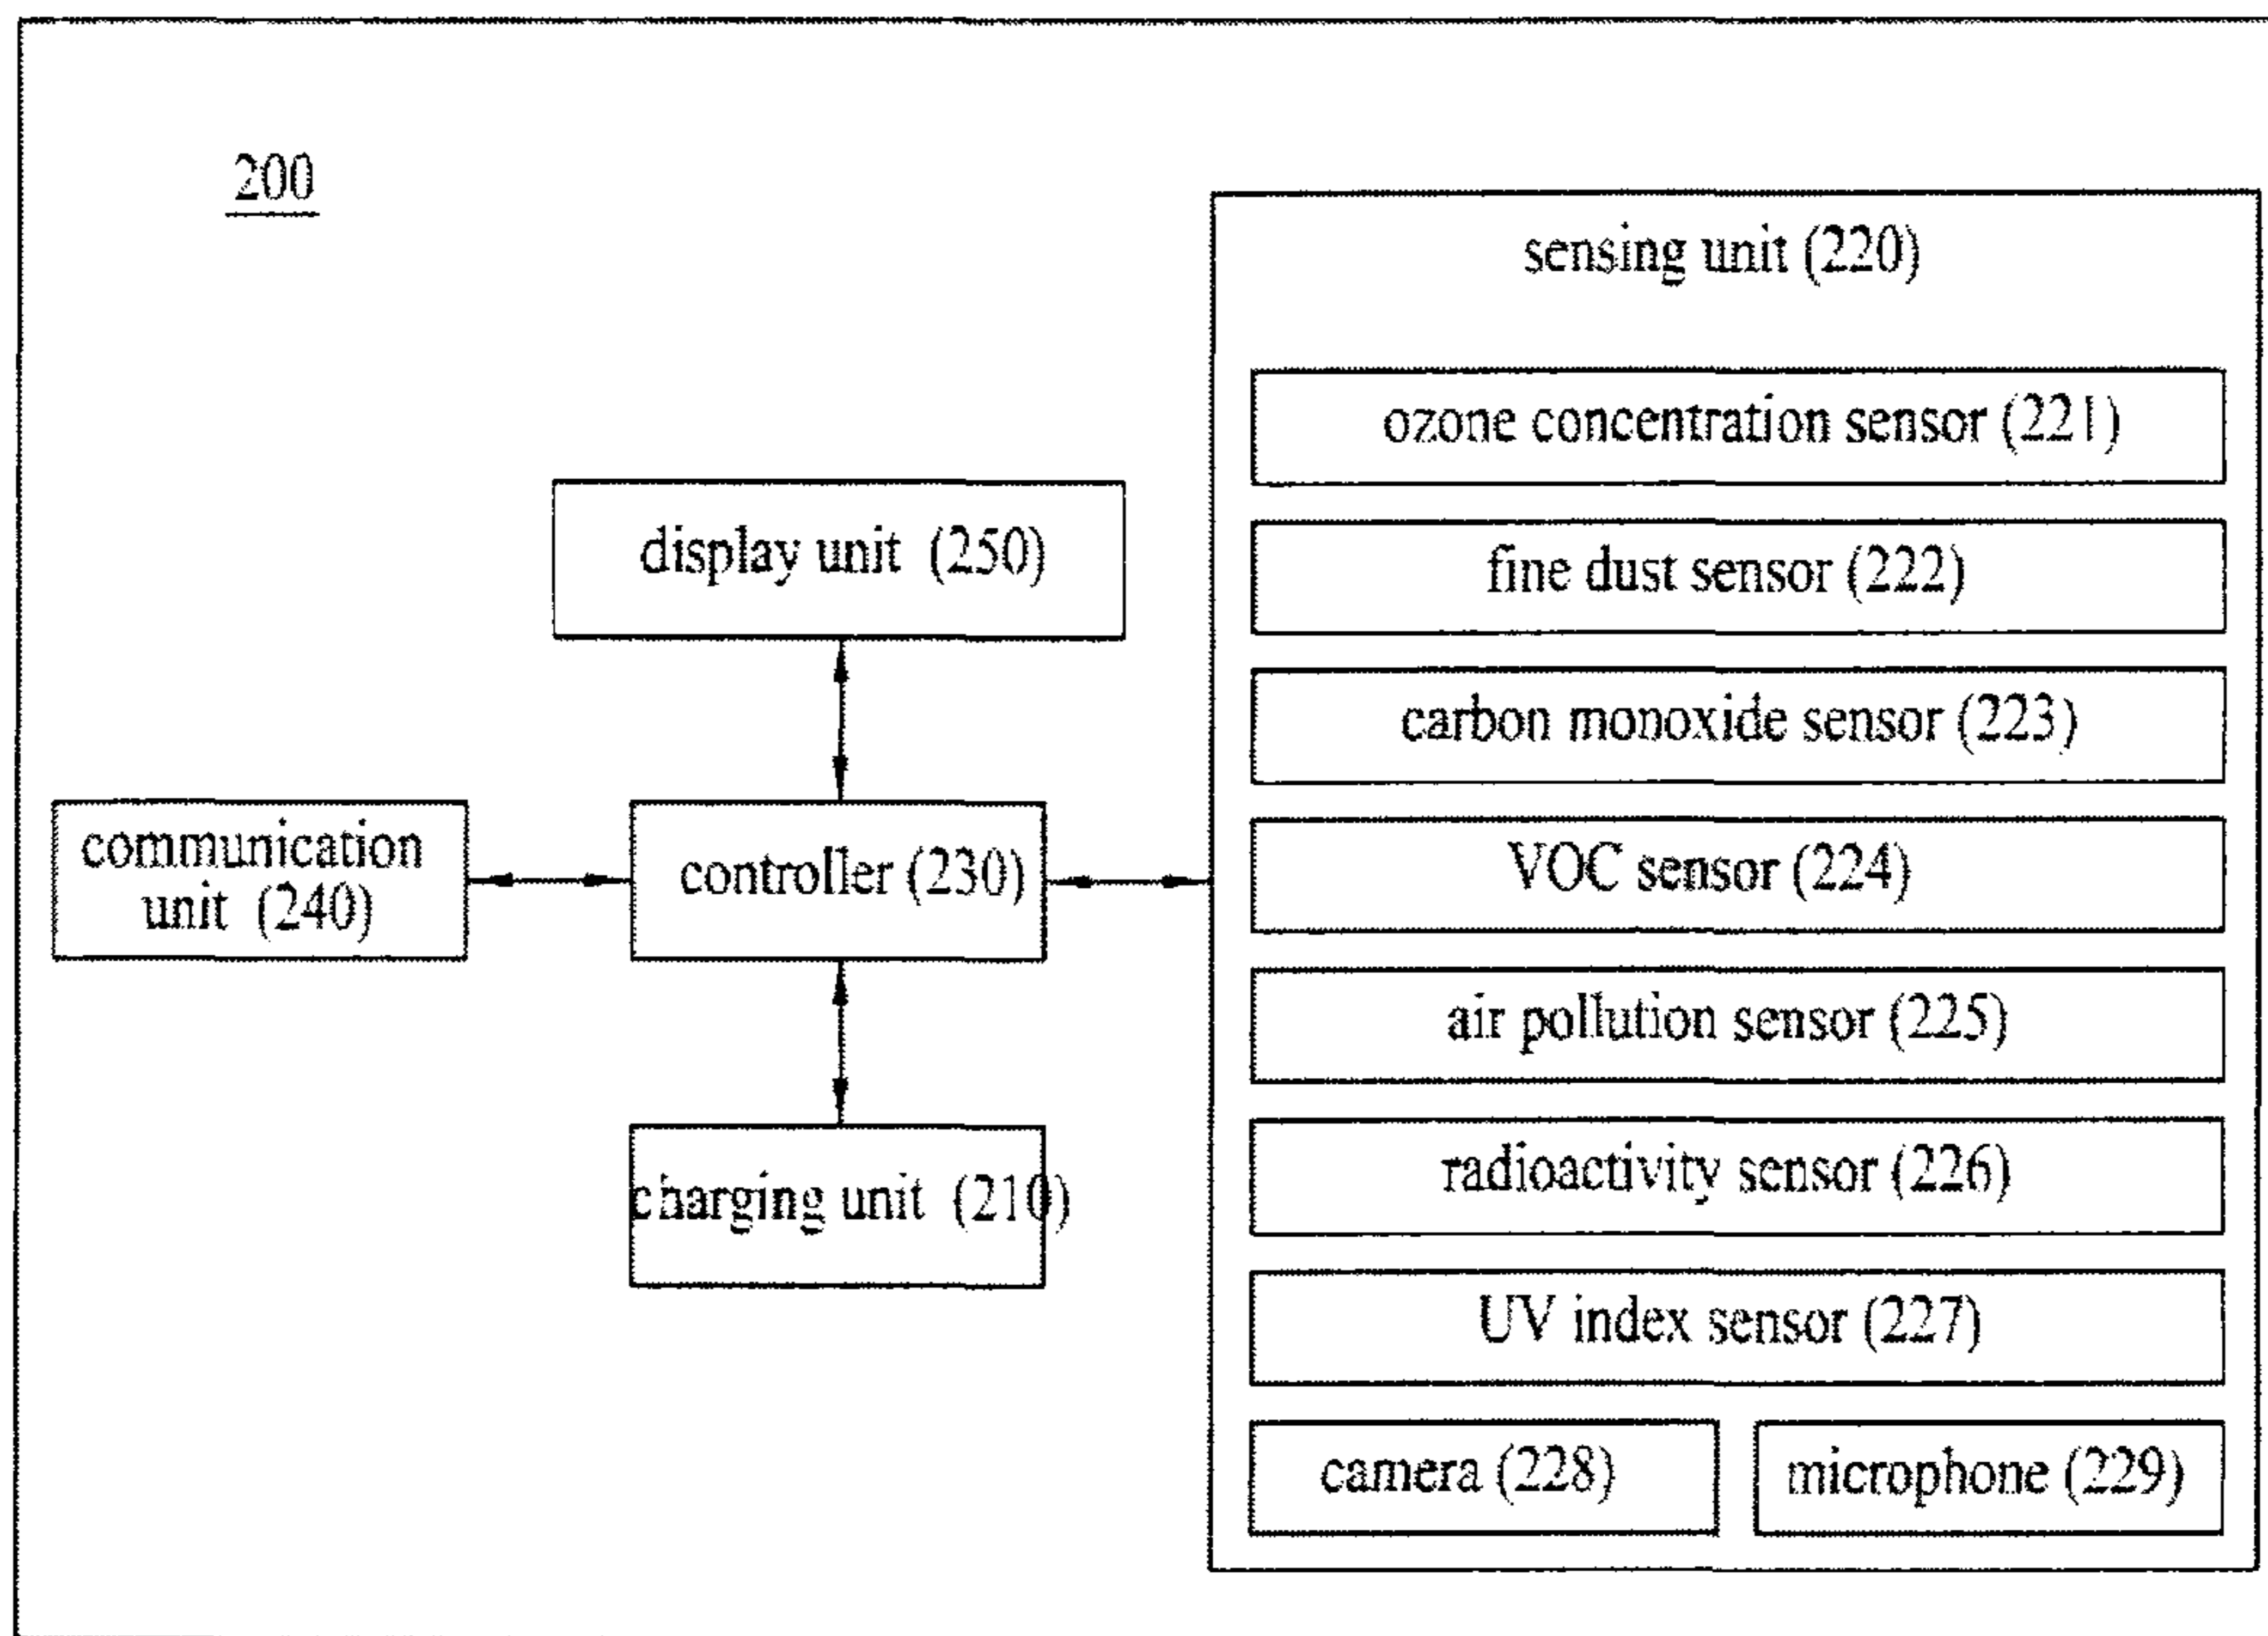 200
sensing unit (220)
ozone concentration sensor (221)
fine dust sensor (222)
carbon monoxide sensor (223)
VOC sensor (224)
air pollution sensor (225)
radioactivity sensor (226)
UV index sensor (227)
camera (228)
microphone (229)
display unit (250)
communication
unit (240)
controller (230)
charging unit (210)